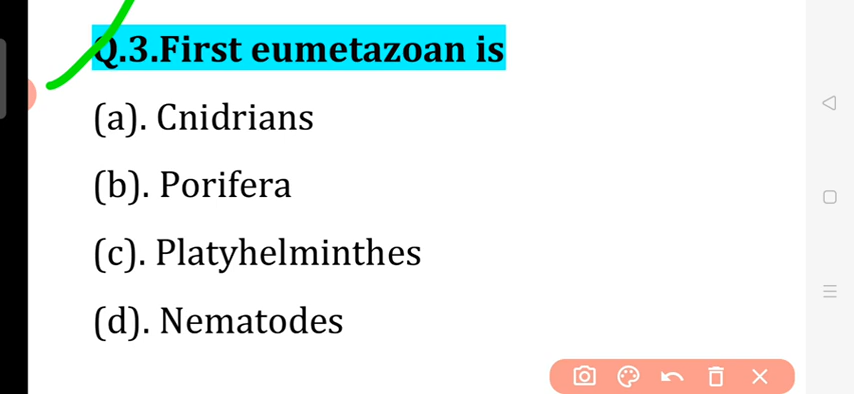 Q.3.First eumetazoan is
(a). Cnidrians
(b). Porifera
(c). Platyhelminthes
(d). Nematodes